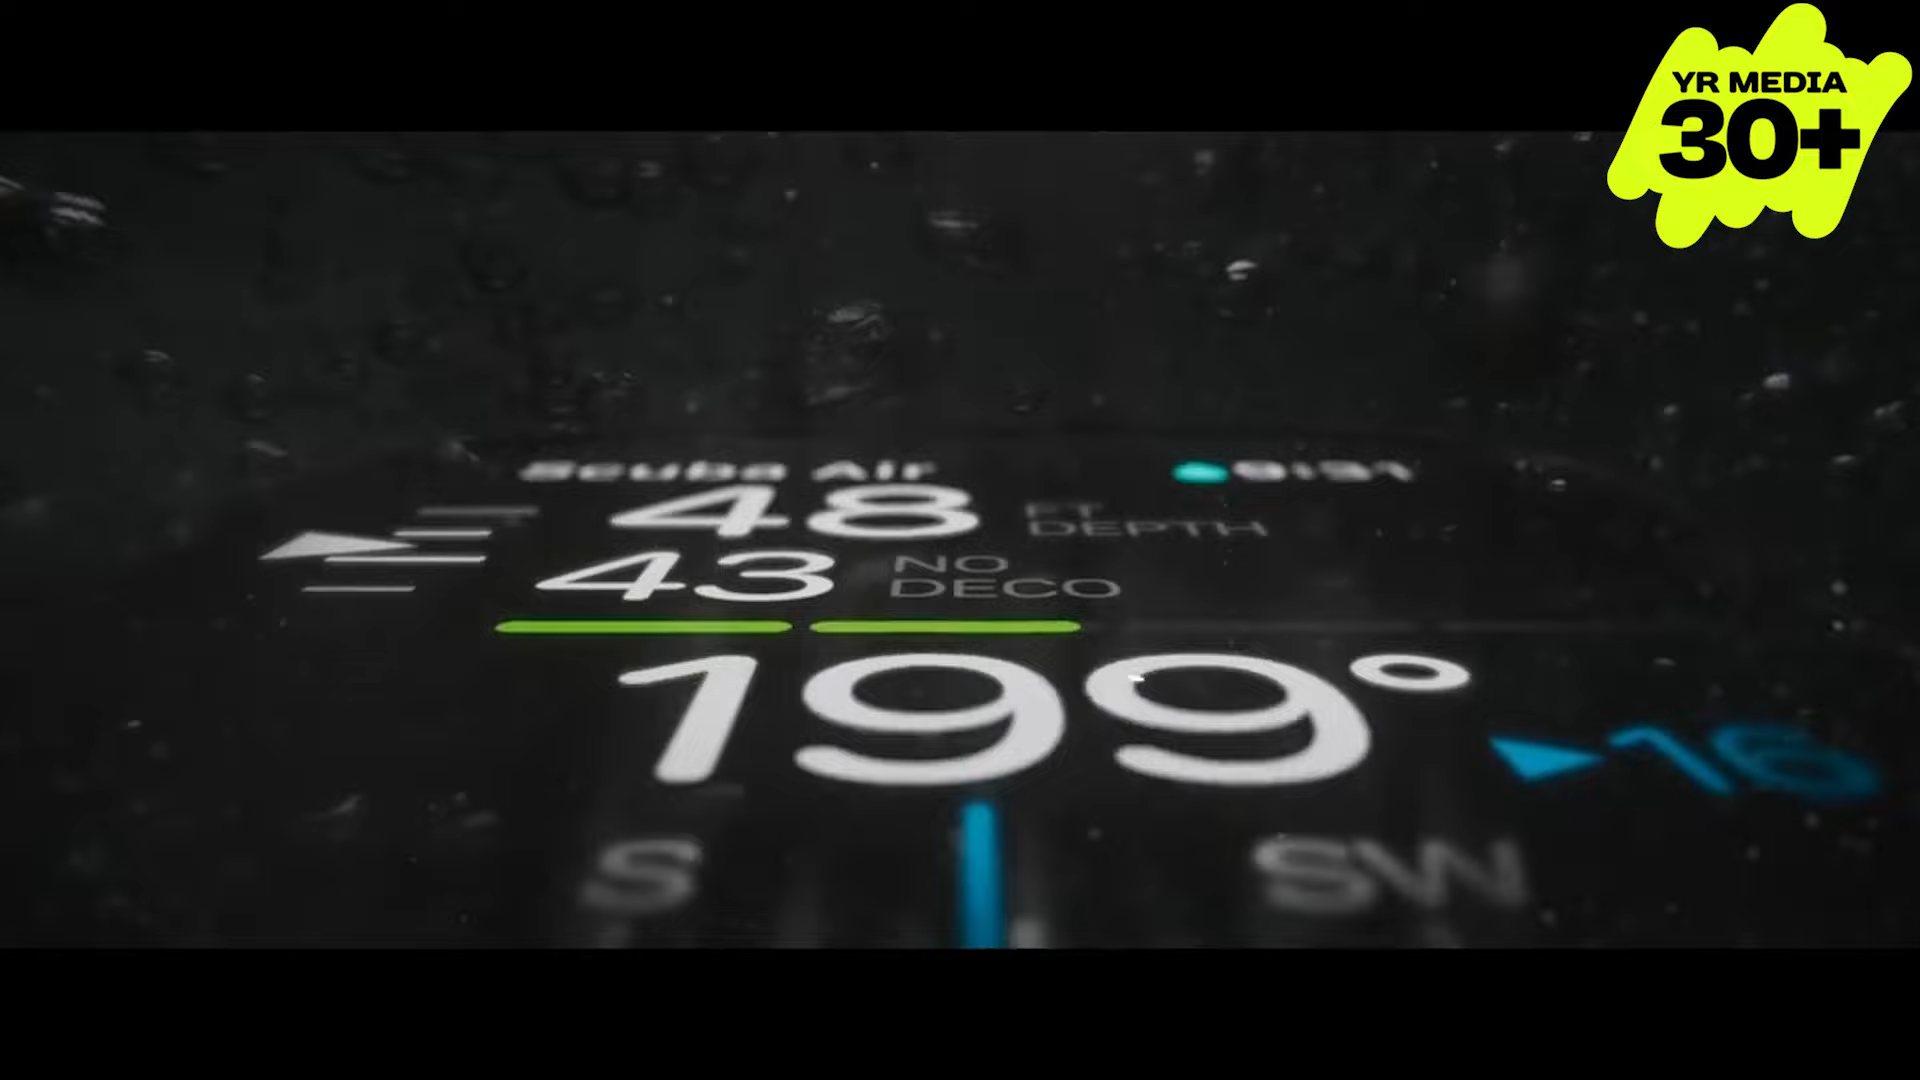 YR MEDIA
30+
Scuba Air
48 FT DEPTH
43 NO DECO
199°
16
S SW